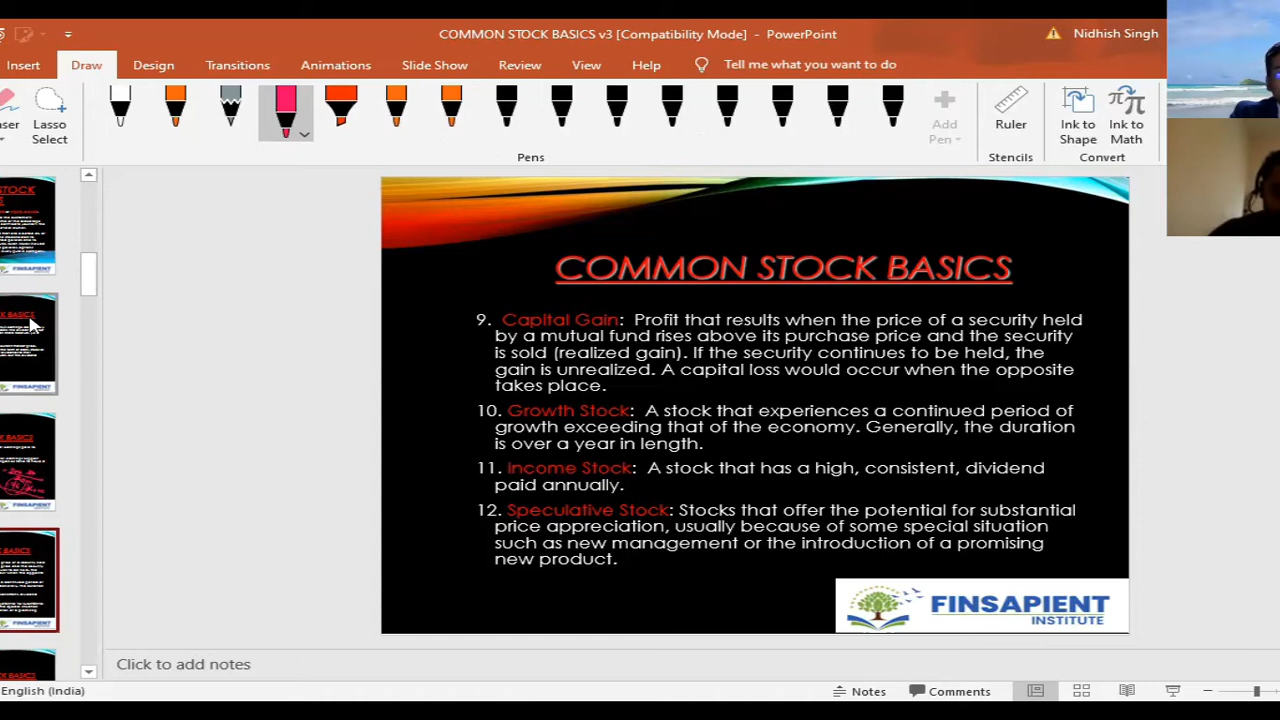 COMMON STOCK BASICS v3 [Compatibility Mode] - PowerPoint
Nidhish Singh
Insert
Draw
Design
Transitions
Animations
Slide Show
Review
View
Help
Tell me what you want to do
Lasso
Select
Add
Pen
Ruler
Ink to
Shape
Ink to
Math
Pens
Stencils
Convert
COMMON STOCK BASICS
9. Capital Gain: Profit that results when the price of a security held
by a mutual fund rises above its purchase price and the security
is sold (realized gain). If the security continues to be held, the
gain is unrealized. A capital loss would occur when the opposite
takes place.
10. Growth Stock: A stock that experiences a continued period of
growth exceeding that of the economy. Generally, the duration
is over a year in length.
11. Income Stock: A stock that has a high, consistent, dividend
paid annually.
12. Speculative Stock: Stocks that offer the potential for substantial
price appreciation, usually because of some special situation
such as new management or the introduction of a promising
new product.
FINSAPIENT
INSTITUTE
Click to add notes
English (India)
Notes
Comments